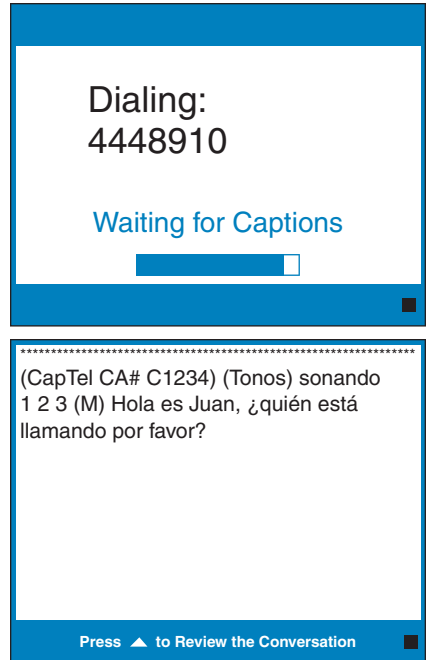 Dialing:
4448910
Waiting for Captions
*****************************************************************
(CapTel CA# C1234) (Tonos) sonando
1 2 3 (M) Hola es Juan, ¿quién está
llamando por favor?
Press ▲ to Review the Conversation